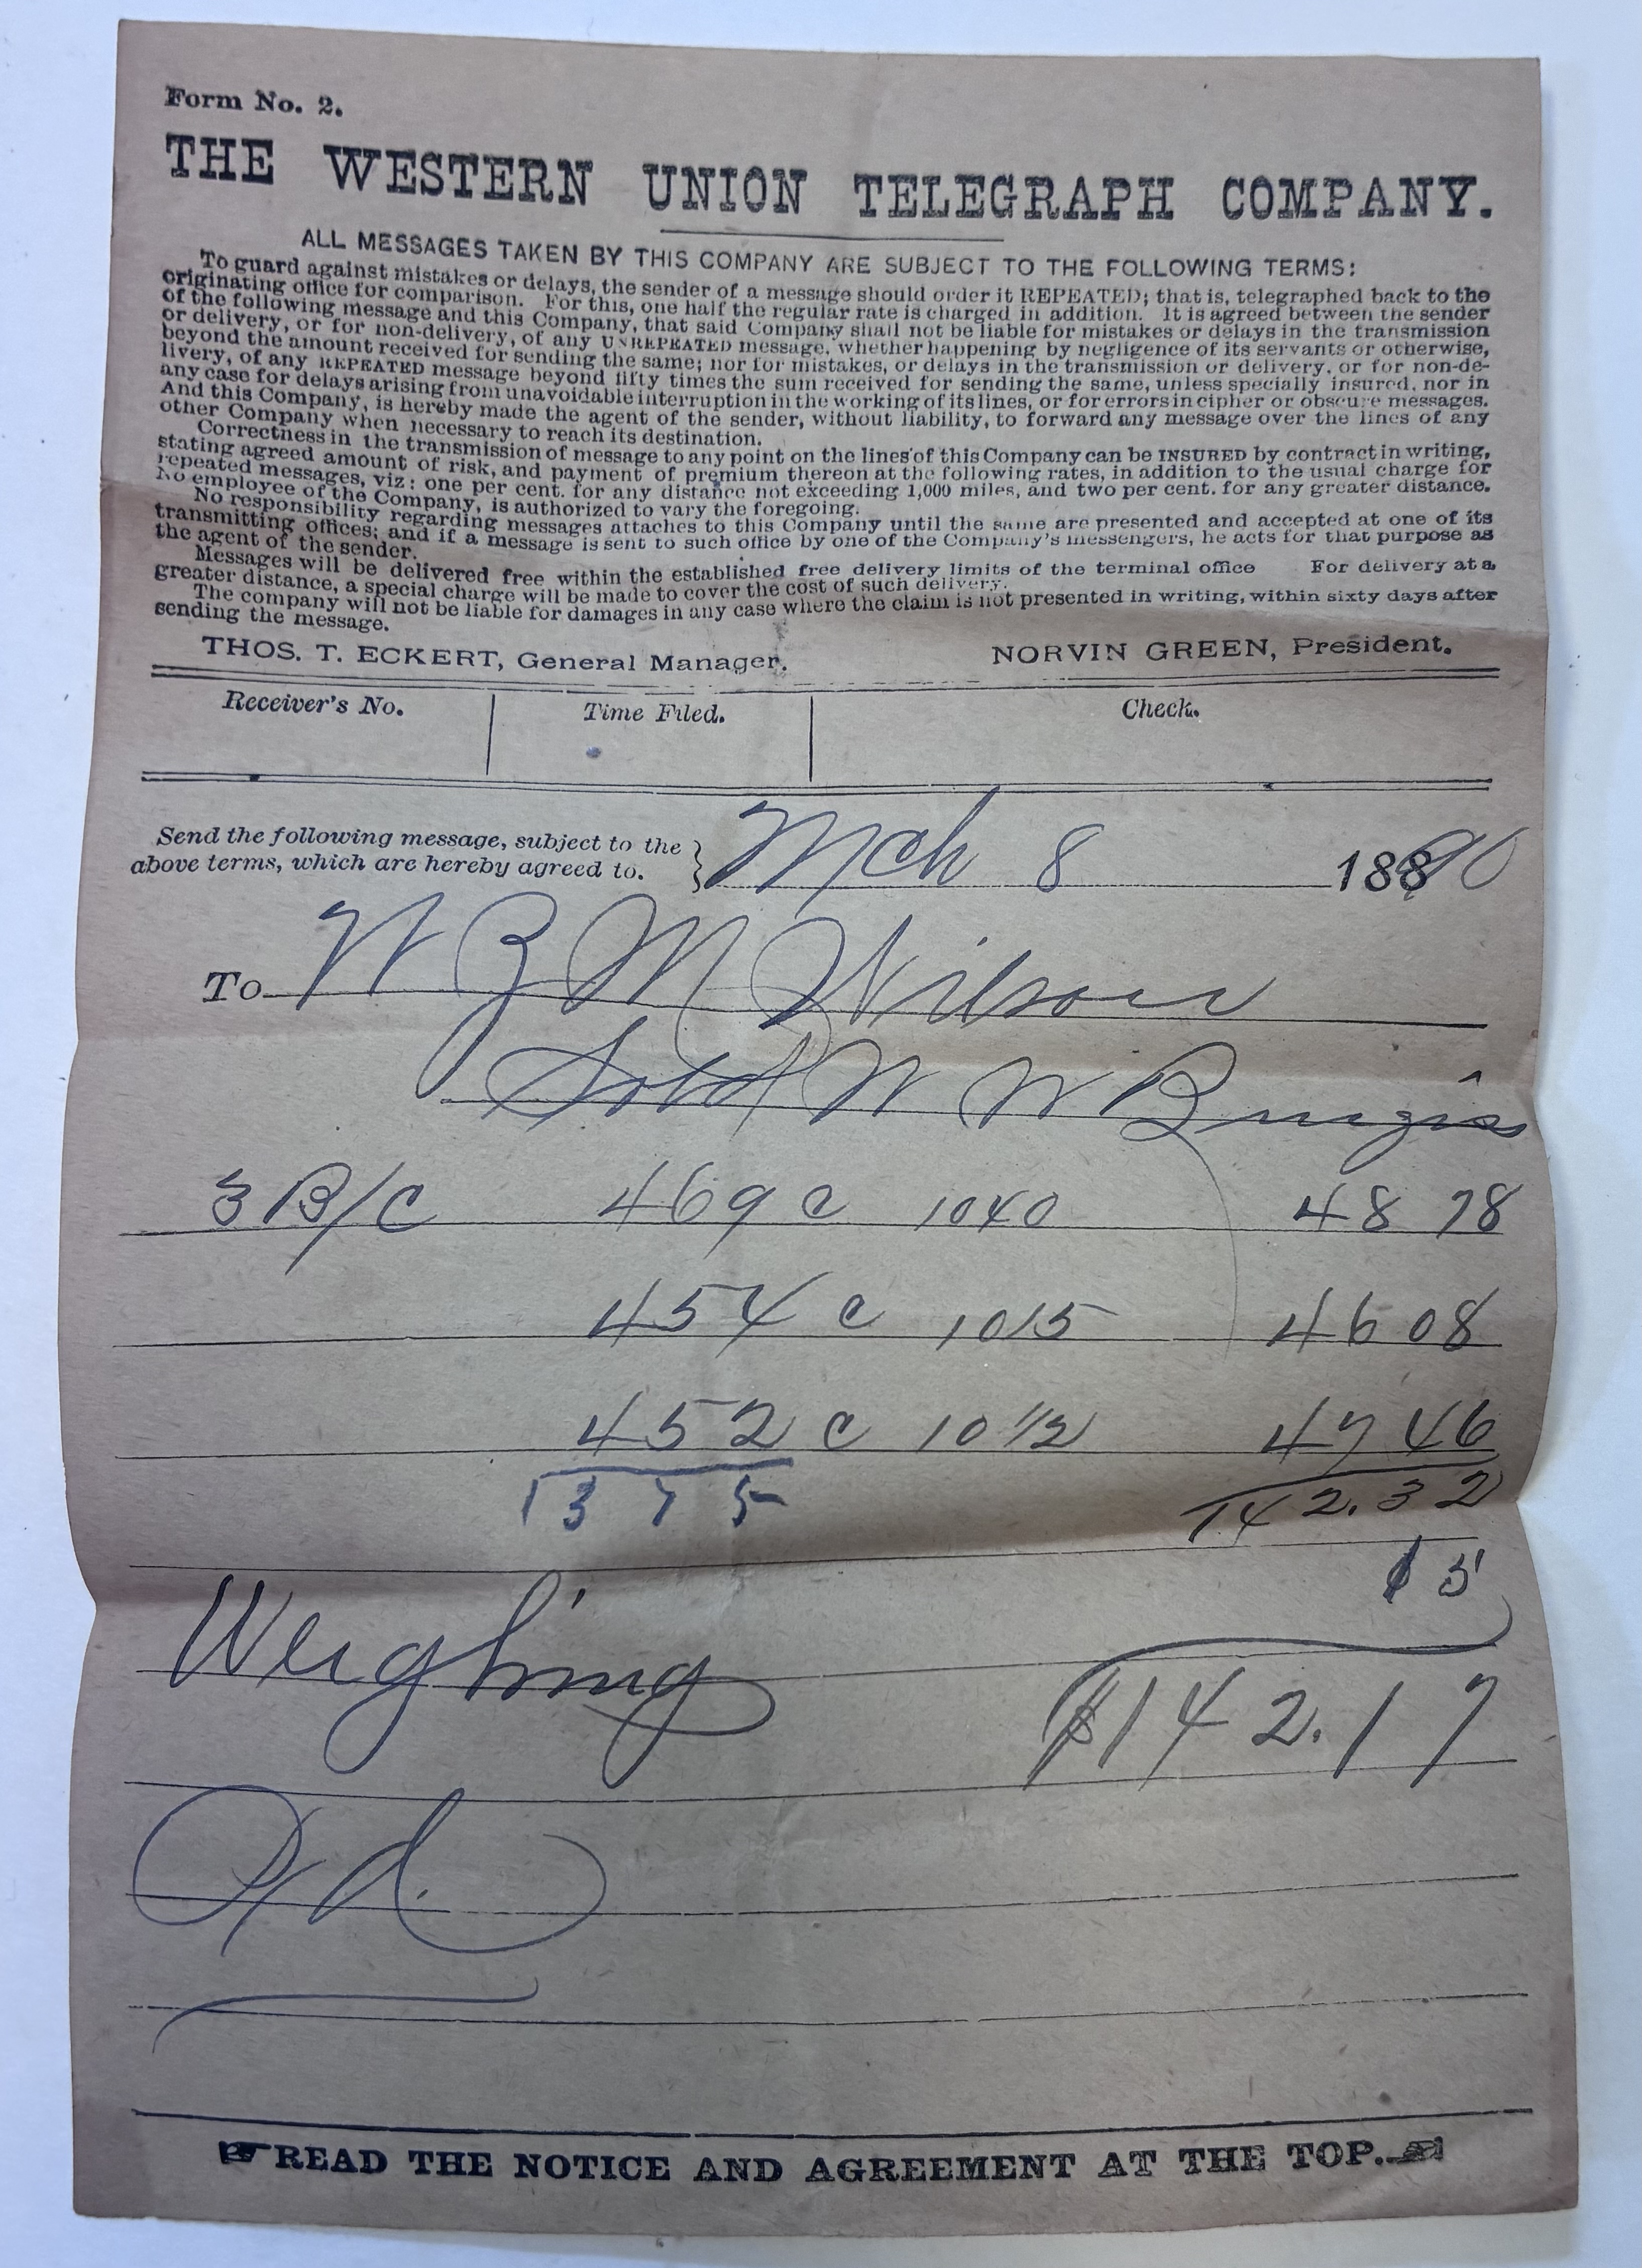 Form No. 2.
THE WESTERN UNION TELEGRAPH COMPANY.
ALL MESSAGES TAKEN BY THIS COMPANY ARE SUBJECT TO THE FOLLOWING TERMS:
To guard against mistakes or delays, the sender of a message should order it REPEATED; that is, telegraphed back to the
originating office for comparison. For this, one half the regular rate is charged in addition. It is agreed between the sender
of the following message and this Company, that said Company shall not be liable for mistakes or delays in the transmission
or delivery, or for non-delivery, of any UNREPEATED message, whether happening by negligence of its servants or otherwise,
beyond the amount received for sending the same; nor for mistakes, or delays in the transmission or delivery, or for non-de-
livery, of any REPEATED message beyond fifty times the sum received for sending the same, unless specially insured, nor in
any case for delays arising from unavoidable interruption in the working of its lines, or for errors in cipher or obscure messages.
And this Company, is hereby made the agent of the sender, without liability, to forward any message over the lines of any
other Company when necessary to reach its destination.
Correctness in the transmission of message to any point on the lines of this Company can be INSURED by contract in writing,
stating agreed amount of risk, and payment of premium thereon at the following rates, in addition to the usual charge for
repeated messages, viz: one per cent. for any distance not exceeding 1,000 miles, and two per cent. for any greater distance.
No employee of the Company, is authorized to vary the foregoing.
No responsibility regarding messages attaches to this Company until the same are presented and accepted at one of its
transmitting offices; and if a message is sent to such office by one of the Company's messengers, he acts for that purpose as
the agent of the sender.
Messages will be delivered free within the established free delivery limits of the terminal office For delivery at a
greater distance, a special charge will be made to cover the cost of such delivery.
The company will not be liable for damages in any case where the claim is not presented in writing, within sixty days after
sending the message.
THOS. T. ECKERT, General Manager. NORVIN GREEN, President.
Receiver's No. Time Filed. Check.
Send the following message, subject to the
above terms, which are hereby agreed to. Mch 8 18890
To W Z M Wilson
Sold W W
3 B/C 469 c 1040 48 78
454 c 1015 46 08
452 c 10 1/2 47 46
1375 142.32
15
Weighing $142.17
Pd.
READ THE NOTICE AND AGREEMENT AT THE TOP.